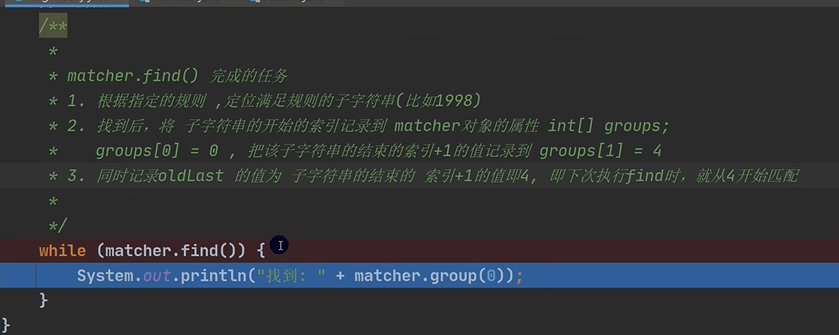 /**
*
* matcher.find() 完成的任务
* 1. 根据指定的规则 ,定位满足规则的子字符串(比如1998)
* 2. 找到后，将 子字符串的开始的索引记录到 matcher对象的属性 int[] groups;
*    groups[0] = 0 , 把该子字符串的结束的索引+1的值记录到 groups[1] = 4
* 3. 同时记录oldLast 的值为 子字符串的结束的 索引+1的值即4, 即下次执行find时，就从4开始匹配
*
*/
while (matcher.find()) {
System.out.println("找到: " + matcher.group(0));
}
}